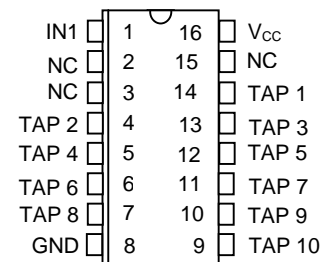 IN1 1 16 Vcc
NC 2 15 NC
NC 3 14 TAP 1
TAP 2 4 13 TAP 3
TAP 4 5 12 TAP 5
TAP 6 6 11 TAP 7
TAP 8 7 10 TAP 9
GND 8 9 TAP 10